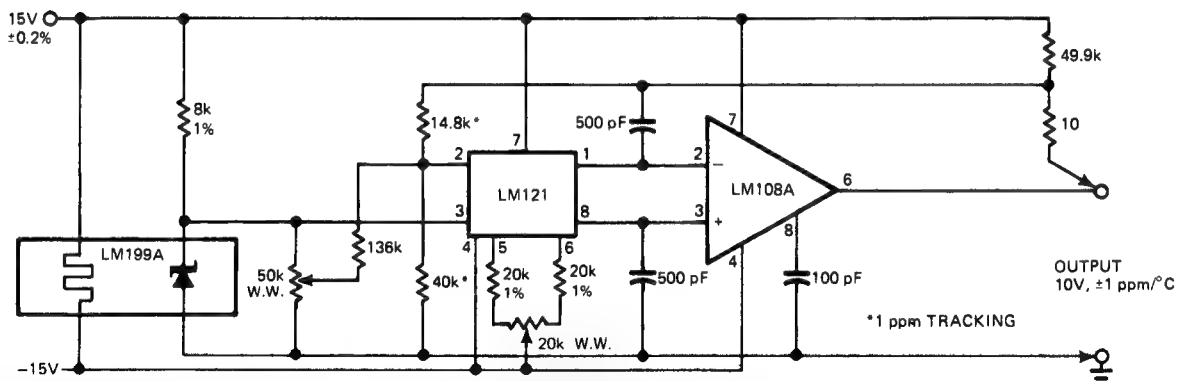 15V
±0.2%
49.9k
8k
1%
14.8k*
500 pF
10
7
7
2
1
2
−
6
LM121
LM108A
3
8
3
+
8
4
5
6
4
LM199A
136k
50k
W.W.
40k*
20k
1%
20k
1%
500 pF
100 pF
OUTPUT
10V, ±1 ppm/°C
*1 ppm TRACKING
20k W.W.
−15V